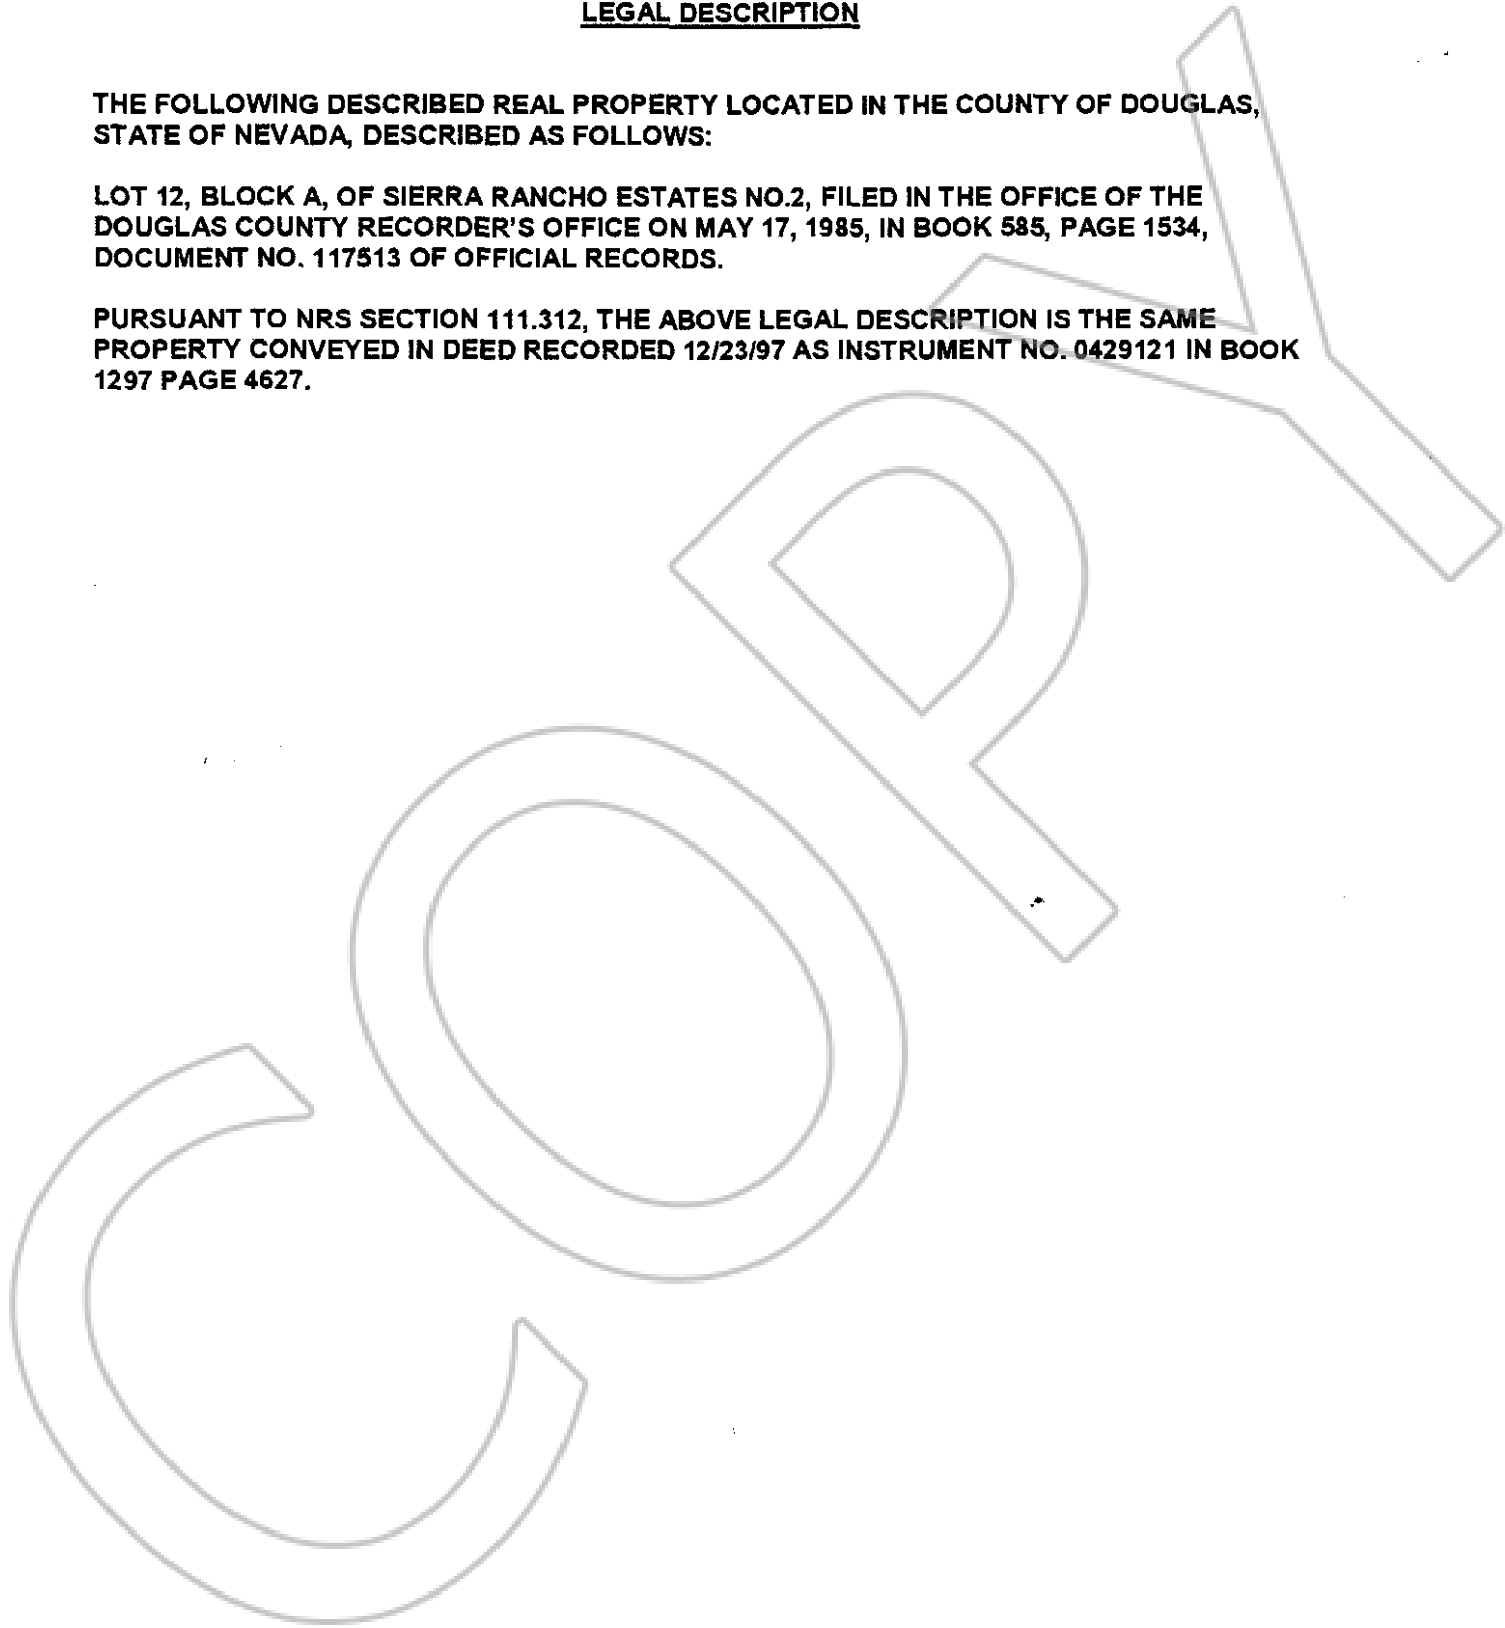 LEGAL DESCRIPTION
THE FOLLOWING DESCRIBED REAL PROPERTY LOCATED IN THE COUNTY OF DOUGLAS,
STATE OF NEVADA, DESCRIBED AS FOLLOWS:
LOT 12, BLOCK A, OF SIERRA RANCHO ESTATES NO.2, FILED IN THE OFFICE OF THE
DOUGLAS COUNTY RECORDER'S OFFICE ON MAY 17, 1985, IN BOOK 585, PAGE 1534,
DOCUMENT NO. 117513 OF OFFICIAL RECORDS.
PURSUANT TO NRS SECTION 111.312, THE ABOVE LEGAL DESCRIPTION IS THE SAME
PROPERTY CONVEYED IN DEED RECORDED 12/23/97 AS INSTRUMENT NO. 0429121 IN BOOK
1297 PAGE 4627.
COPY